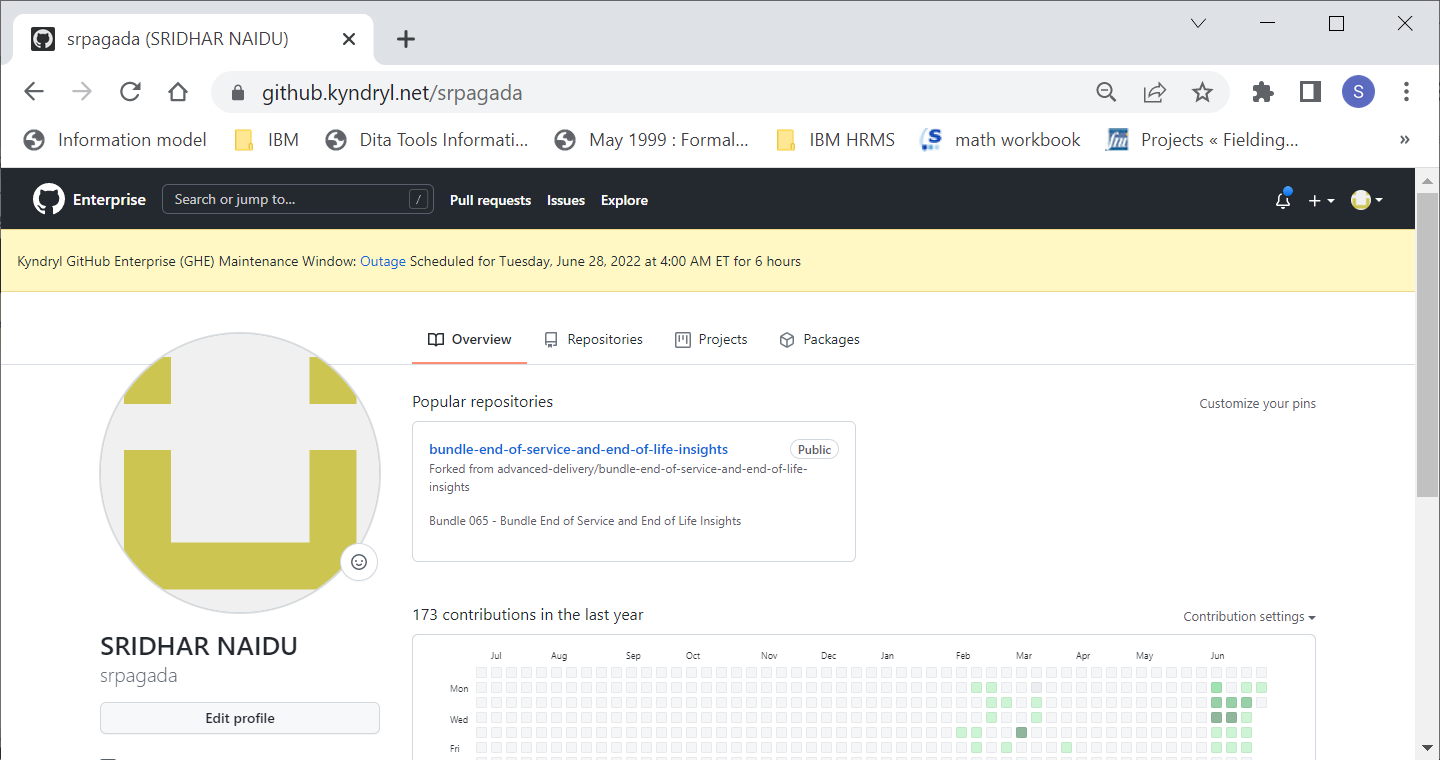 srpagada (SRIDHAR NAIDU)
github.kyndryl.net/srpagada
S
Information model
IBM
Dita Tools Informati...
May 1999 : Formal...
IBM HRMS
S
math workbook
fm
Projects « Fielding...
»
Enterprise
Search or jump to...
/
Pull requests
Issues
Explore
Kyndryl GitHub Enterprise (GHE) Maintenance Window: Outage Scheduled for Tuesday, June 28, 2022 at 4:00 AM ET for 6 hours
Overview
Repositories
Projects
Packages
Popular repositories
Customize your pins
bundle-end-of-service-and-end-of-life-insights
Public
Forked from advanced-delivery/bundle-end-of-service-and-end-of-life-
insights
Bundle 065 - Bundle End of Service and End of Life Insights
SRIDHAR NAIDU
srpagada
Edit profile
173 contributions in the last year
Contribution settings
Jul Aug Sep Oct Nov Dec Jan Feb Mar Apr May Jun
Mon
Wed
Fri